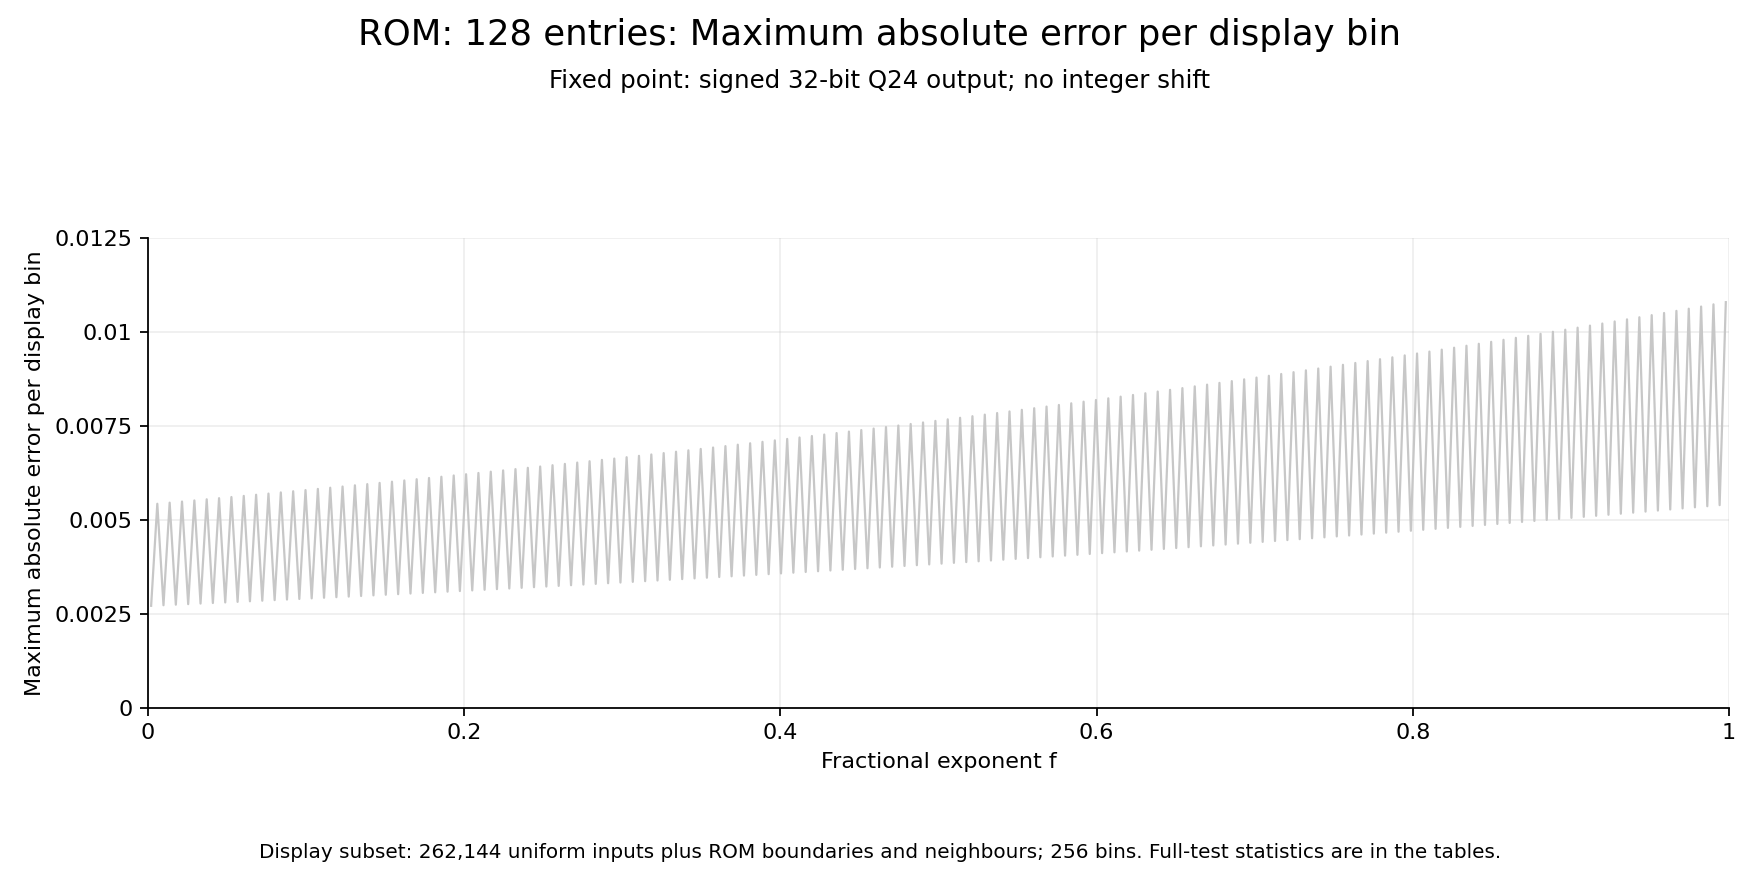 ROM: 128 entries: Maximum absolute error per display bin
Fixed point: signed 32-bit Q24 output; no integer shift
Maximum absolute error per display bin
0.0125
0.01
0.0075
0.005
0.0025
0
0 0.2 0.4 0.6 0.8 1
Fractional exponent f
Display subset: 262,144 uniform inputs plus ROM boundaries and neighbours; 256 bins. Full-test statistics are in the tables.